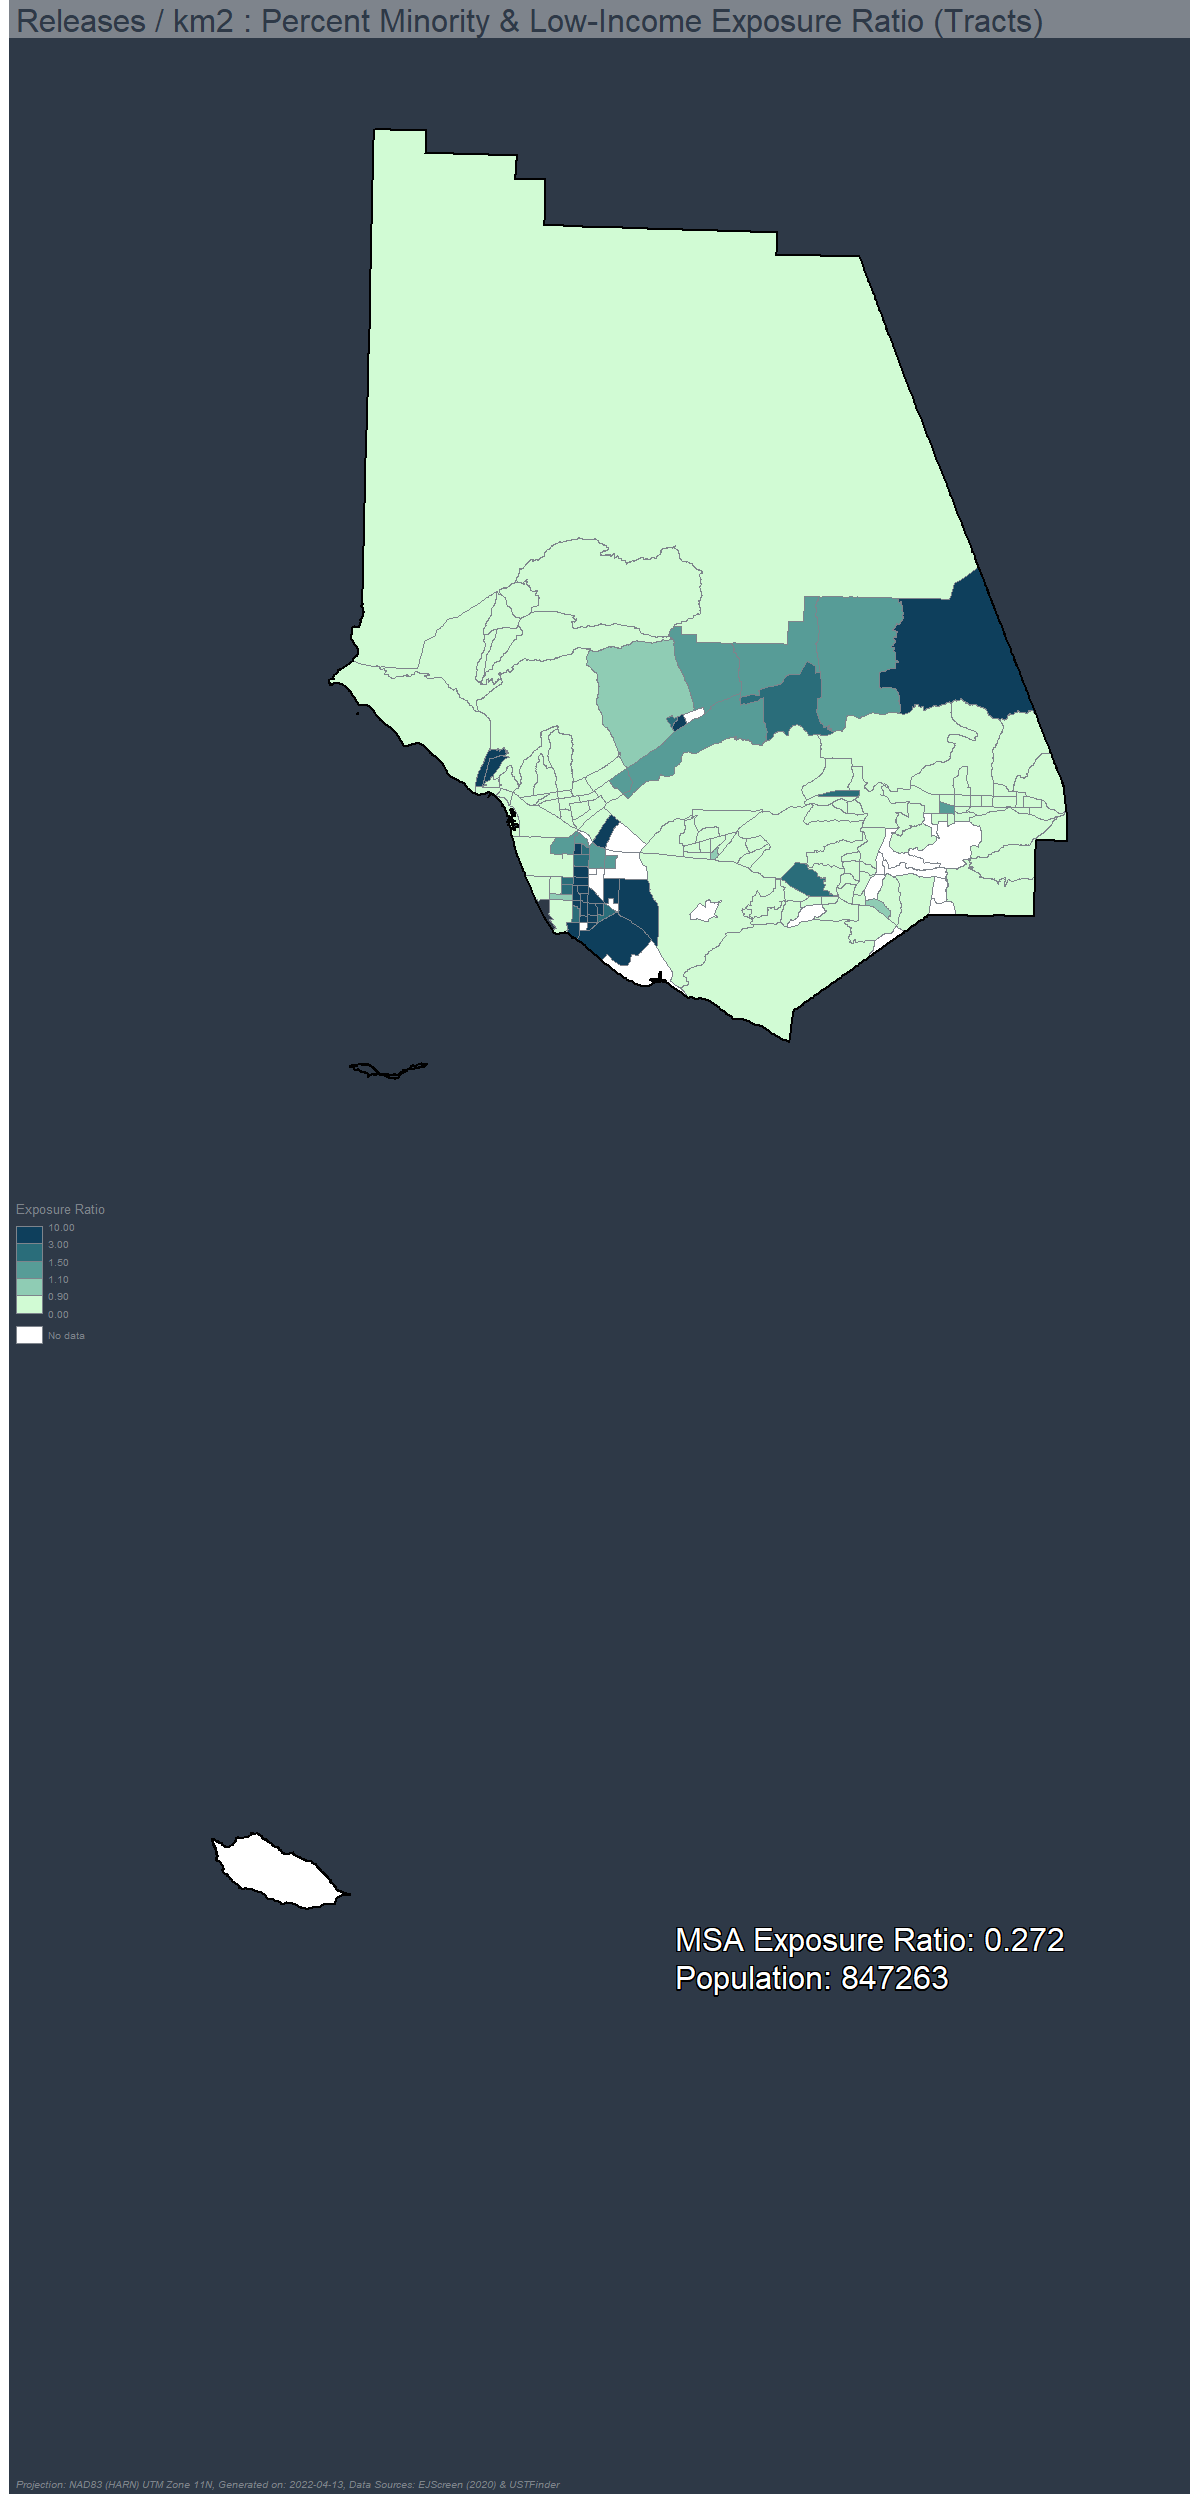 Releases / km2 : Percent Minority & Low-Income Exposure Ratio (Tracts)
Exposure Ratio
10.00
3.00
1.50
1.10
0.90
0.00
No data
MSA Exposure Ratio: 0.272
Population: 847263
Projection: NAD83 (HARN) UTM Zone 11N, Generated on: 2022-04-13, Data Sources: EJScreen (2020) & USTFinder